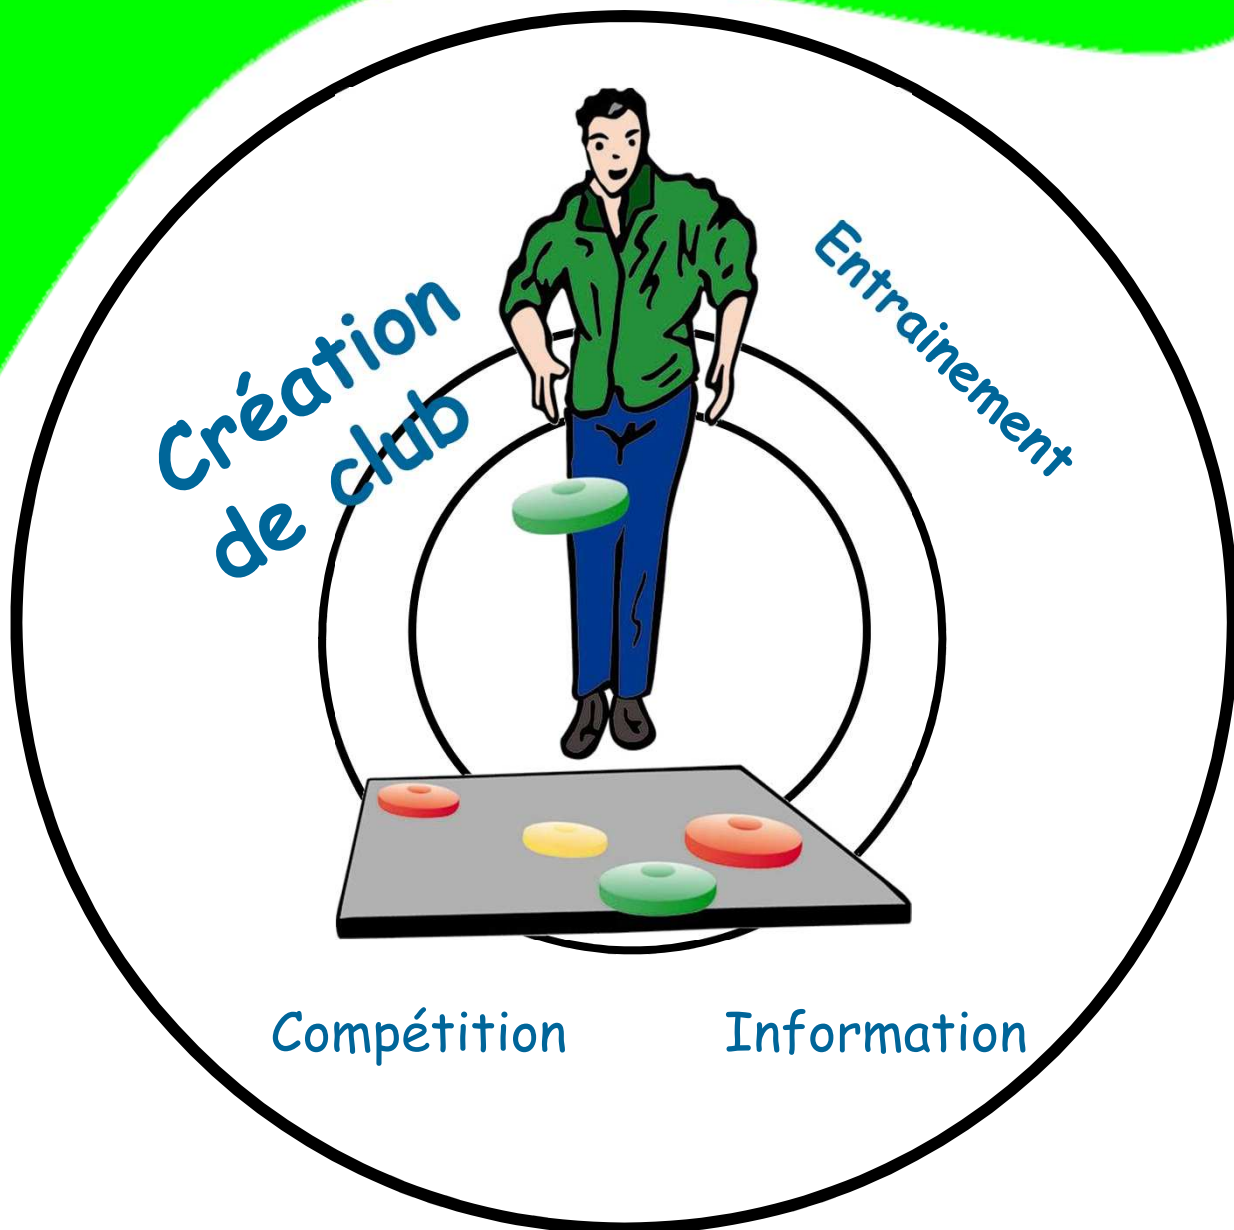 Création
de club
Entrainement
Compétition
Information